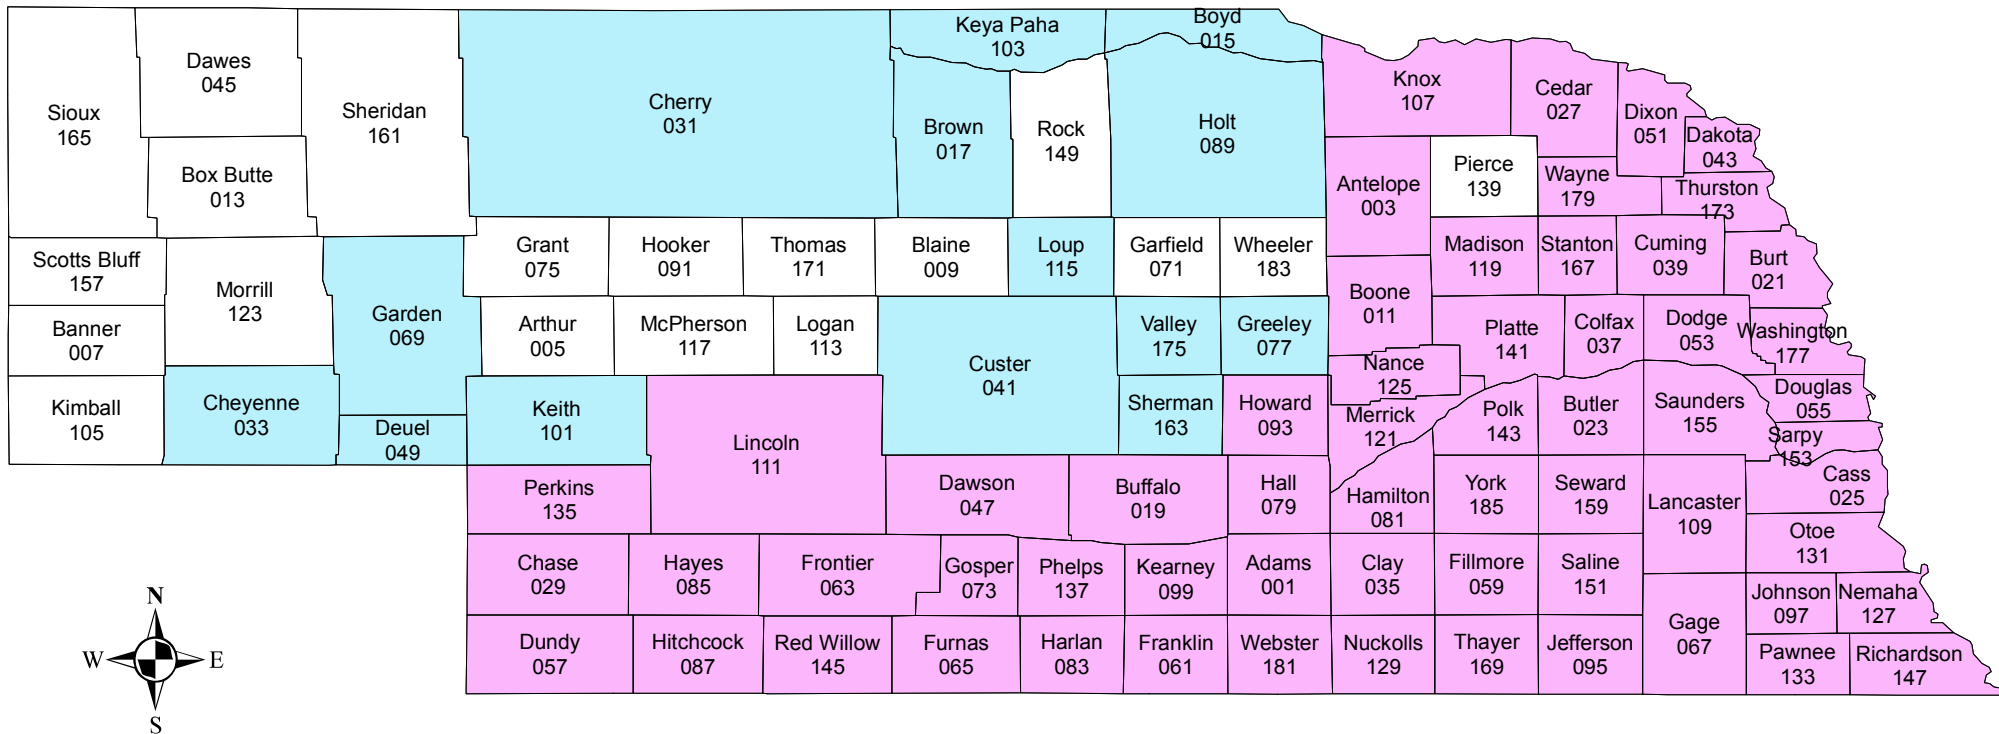 Sioux
165
Dawes
045
Box Butte
013
Sheridan
161
Scotts Bluff
157
Banner
007
Kimball
105
Morrill
123
Cheyenne
033
Garden
069
Deuel
049
Cherry
031
Keya Paha
103
Boyd
015
Brown
017
Rock
149
Holt
089
Grant
075
Hooker
091
Thomas
171
Blaine
009
Loup
115
Garfield
071
Wheeler
183
Arthur
005
McPherson
117
Logan
113
Custer
041
Valley
175
Greeley
077
Keith
101
Lincoln
111
Sherman
163
Howard
093
Perkins
135
Dawson
047
Buffalo
019
Hall
079
Chase
029
Hayes
085
Frontier
063
Gosper
073
Phelps
137
Kearney
099
Adams
001
Dundy
057
Hitchcock
087
Red Willow
145
Furnas
065
Harlan
083
Franklin
061
Webster
181
Knox
107
Cedar
027
Dixon
051
Dakota
043
Antelope
003
Pierce
139
Wayne
179
Thurston
173
Madison
119
Stanton
167
Cuming
039
Burt
021
Boone
011
Platte
141
Colfax
037
Dodge
053
Washington
177
Nance
125
Merrick
121
Polk
143
Butler
023
Saunders
155
Douglas
055
Sarpy
153
Cass
025
Hamilton
081
York
185
Seward
159
Lancaster
109
Otoe
131
Clay
035
Fillmore
059
Saline
151
Gage
067
Johnson
097
Nemaha
127
Nuckolls
129
Thayer
169
Jefferson
095
Pawnee
133
Richardson
147
N
W
E
S